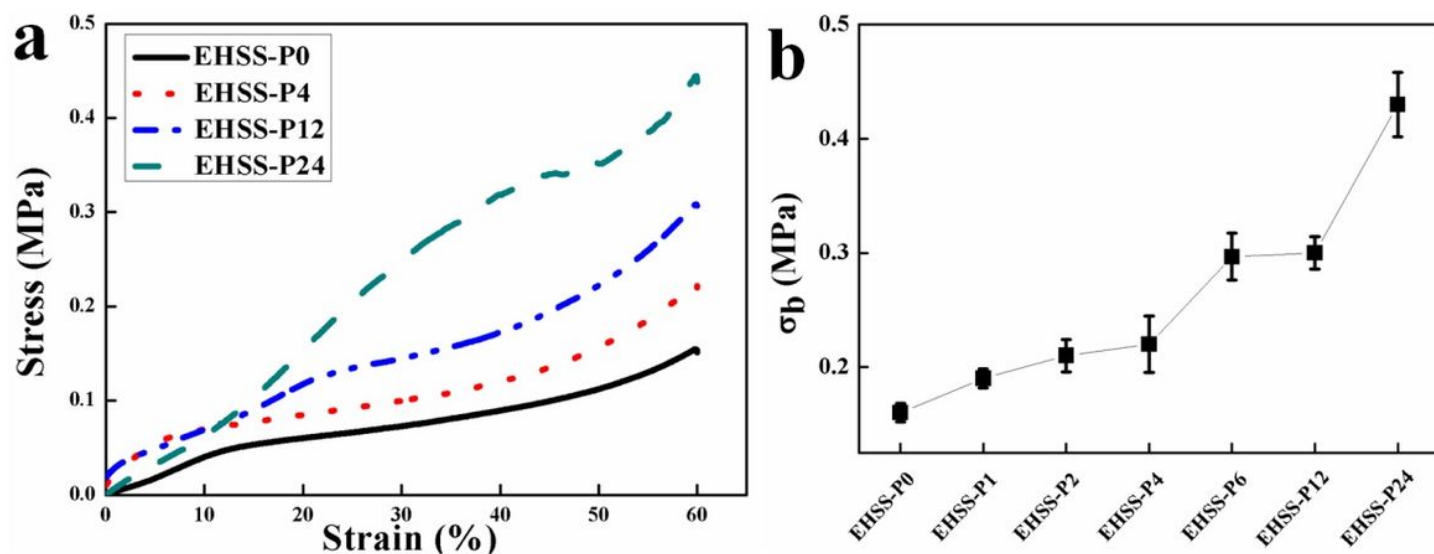 a
EHSS-P0
EHSS-P4
EHSS-P12
EHSS-P24
Stress (MPa)
0.5
0.4
0.3
0.2
0.1
0.0
0 10 20 30 40 50 60
Strain (%)
b
σb (MPa)
0.4
0.3
0.2
EHSS-P0
EHSS-P1
EHSS-P2
EHSS-P4
EHSS-P6
EHSS-P12
EHSS-P24